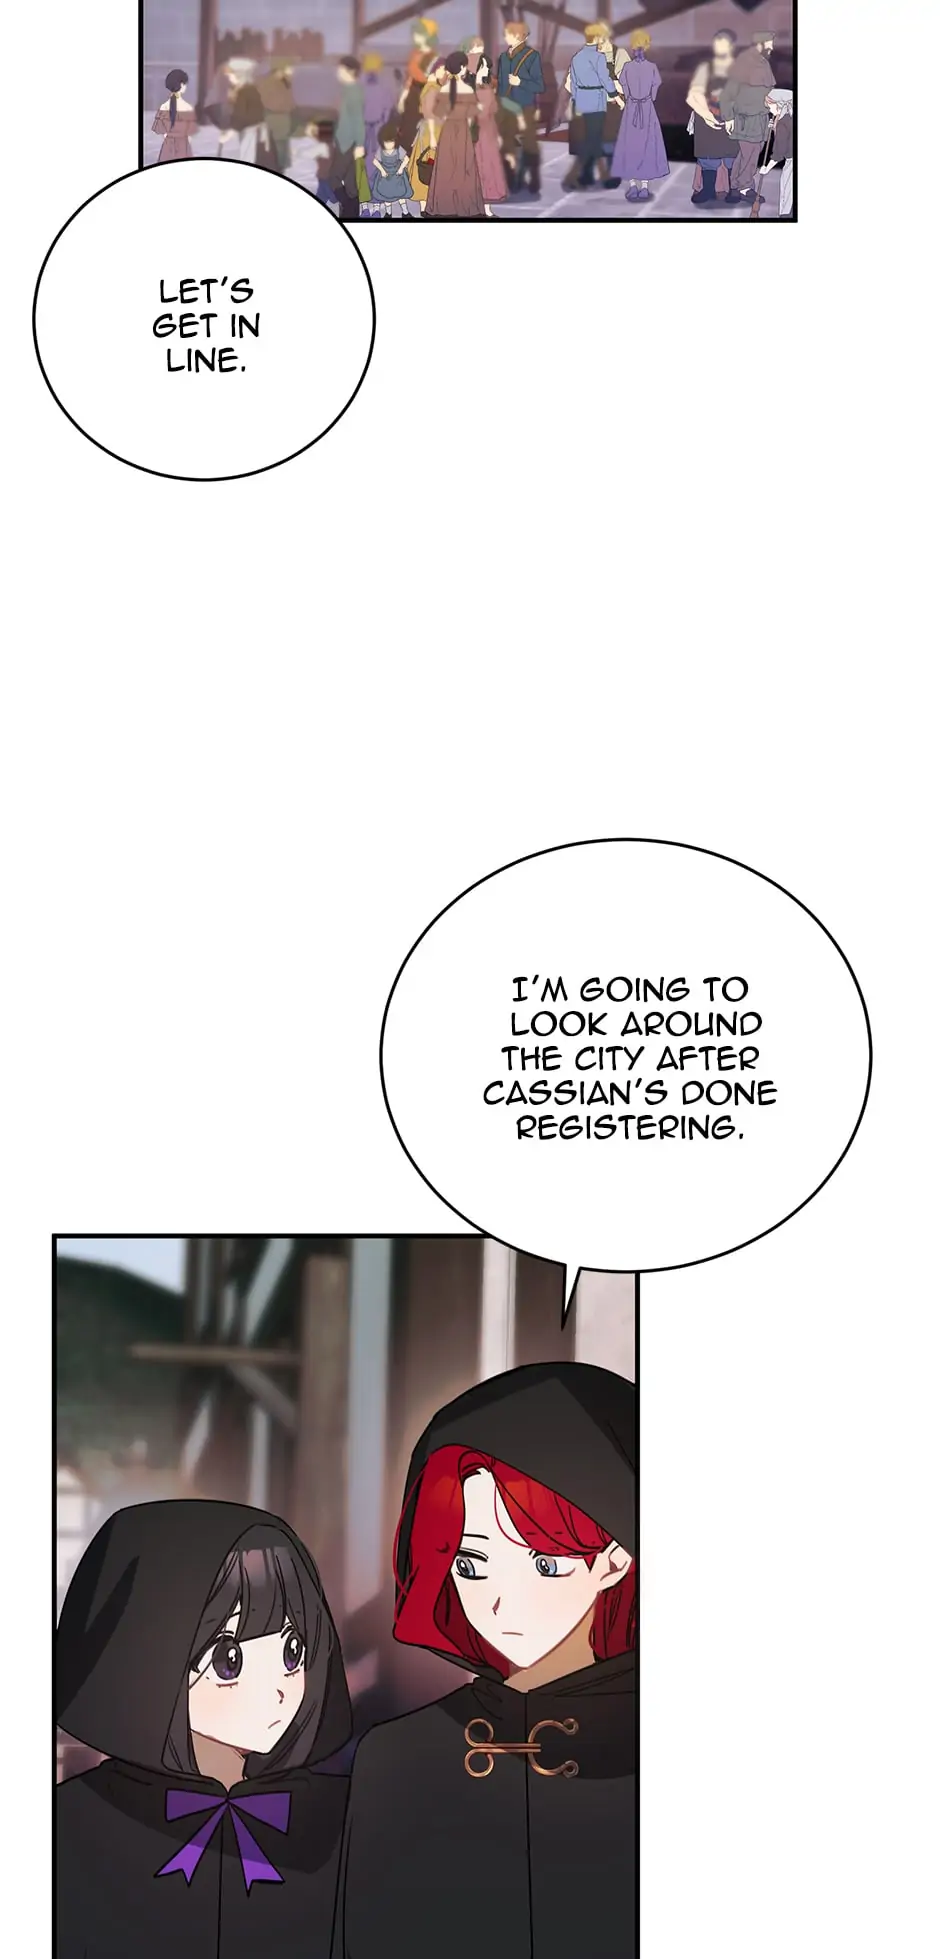 LET'S
GET IN
LINE.
I'M GOING TO
LOOK AROUND
THE CITY AFTER
CASSIAN'S DONE
REGISTERING.